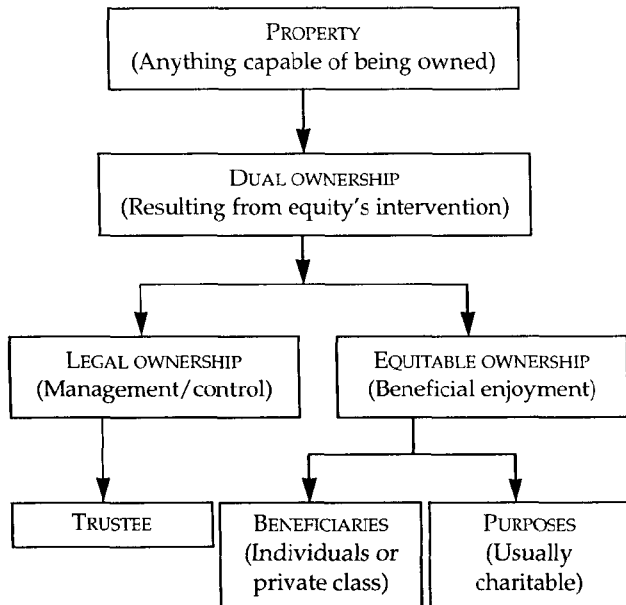 PROPERTY
(Anything capable of being owned)
DUAL OWNERSHIP
(Resulting from equity's intervention)
LEGAL OWNERSHIP
(Management/control)
EQUITABLE OWNERSHIP
(Beneficial enjoyment)
TRUSTEE
BENEFICIARIES
(Individuals or
private class)
PURPOSES
(Usually
charitable)